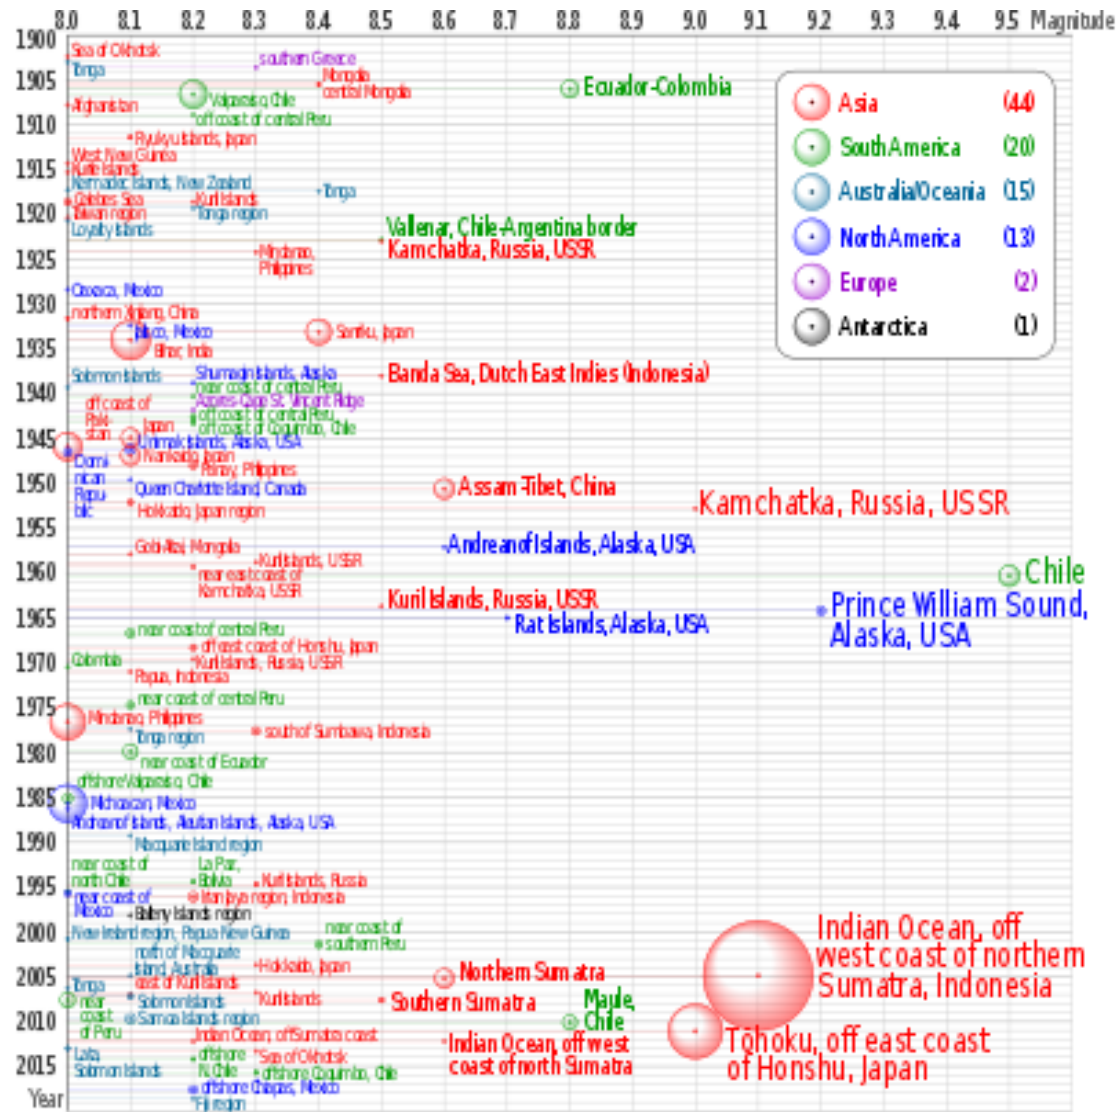 8.0 8.1 8.2 8.3 8.4 8.5 8.6 8.7 8.8 8.9 9.0 9.1 9.2 9.3 9.4 9.5 Magnitude
1900
Sea of Okhotsk
southern Greece
Tonga
Mongolia
central Mongolia
1905
Ecuador-Colombia
Valparaiso, Chile
Afghanistan
off coast of central Peru
1910
Ryukyu Islands, Japan
West New Guinea
1915
Kurile Islands
Kermadec Islands, New Zealand
Tonga
Celebes Sea
Kuril Islands
1920
Taiwan region
Tonga region
Loyalty Islands
Vallenar, Chile-Argentina border
Kamchatka, Russia, USSR
1925
Mindanao,
Philippines
Oaxaca, Mexico
1930
northern Xinjiang, China
Jalisco, Mexico
Sanriku, Japan
1935
Bihar, India
Solomon Islands
Shumagin Islands, Alaska
Banda Sea, Dutch East Indies (Indonesia)
near coast of central Peru
1940
Azores-Cape St. Vincent Ridge
off coast of
Paki-
stan
off coast of central Peru
off coast of Coquimbo, Chile
Japan
1945
Unimak Islands, Alaska, USA
Nankaido, Japan
Domi
nican
Repu
blic
Panay, Philippines
1950
Queen Charlotte Island, Canada
Assam-Tibet, China
Kamchatka, Russia, USSR
Hokkaido, Japan region
1955
Gobi-Altai, Mongolia
Andreanof Islands, Alaska, USA
Kuril Islands, USSR
1960
near east coast of
Kamchatka, USSR
Chile
Kuril Islands, Russia, USSR
Prince William Sound,
Alaska, USA
1965
Rat Islands, Alaska, USA
near coast of central Peru
off east coast of Honshu, Japan
1970
Colombia
Kuril Islands, Russia, USSR
Papua, Indonesia
1975
near coast of central Peru
Mindanao, Philippines
south of Sumbawa, Indonesia
Tonga region
1980
near coast of Ecuador
offshore Valparaiso, Chile
1985
Michoacan, Mexico
Andreanof Islands, Aleutian Islands, Alaska, USA
1990
Macquarie Island region
near coast of
north Chile
La Paz,
Bolivia
1995
Kuril Islands, Russia
near coast of
Mexico
Irian Jaya region, Indonesia
Balleny Islands region
2000
New Ireland region, Papua New Guinea
near coast of
southern Peru
north of Macquarie
Island, Australia
Hokkaido, Japan
2005
Northern Sumatra
Indian Ocean, off
west coast of northern
Sumatra, Indonesia
Tonga
east of Kuril Islands
near
coast
of Peru
Solomon Islands
Kuril Islands
Southern Sumatra
Maule,
Chile
2010
Samoa Islands region
Indian Ocean, off Sumatra coast
Indian Ocean, off west
coast of north Sumatra
Tōhoku, off east coast
of Honshu, Japan
Lata,
Solomon Islands
offshore
N. Chile
Sea of Okhotsk
2015
offshore Coquimbo, Chile
offshore Chiapas, Mexico
Year
Fiji region
Asia (44)
South America (20)
Australia/Oceania (15)
North America (13)
Europe (2)
Antarctica (1)